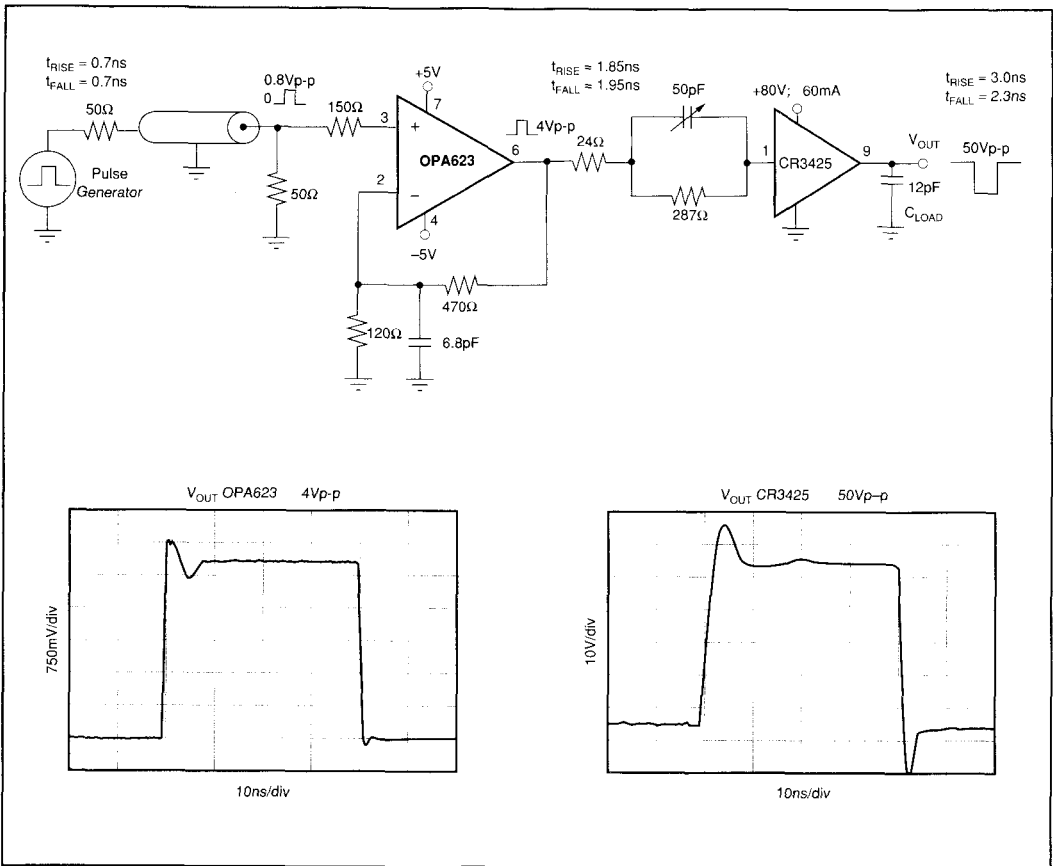 tRISE = 0.7ns
tFALL = 0.7ns
50Ω
Pulse
Generator
0.8Vp-p
0
50Ω
150Ω
3
+
2
−
+5V
7
OPA623
6
4
–5V
4Vp-p
470Ω
120Ω
6.8pF
tRISE = 1.85ns
tFALL = 1.95ns
24Ω
50pF
287Ω
+80V; 60mA
1
CR3425
9
VOUT
12pF
CLOAD
50Vp-p
tRISE = 3.0ns
tFALL = 2.3ns
VOUT OPA623 4Vp-p
750mV/div
10ns/div
VOUT CR3425 50Vp–p
10V/div
10ns/div